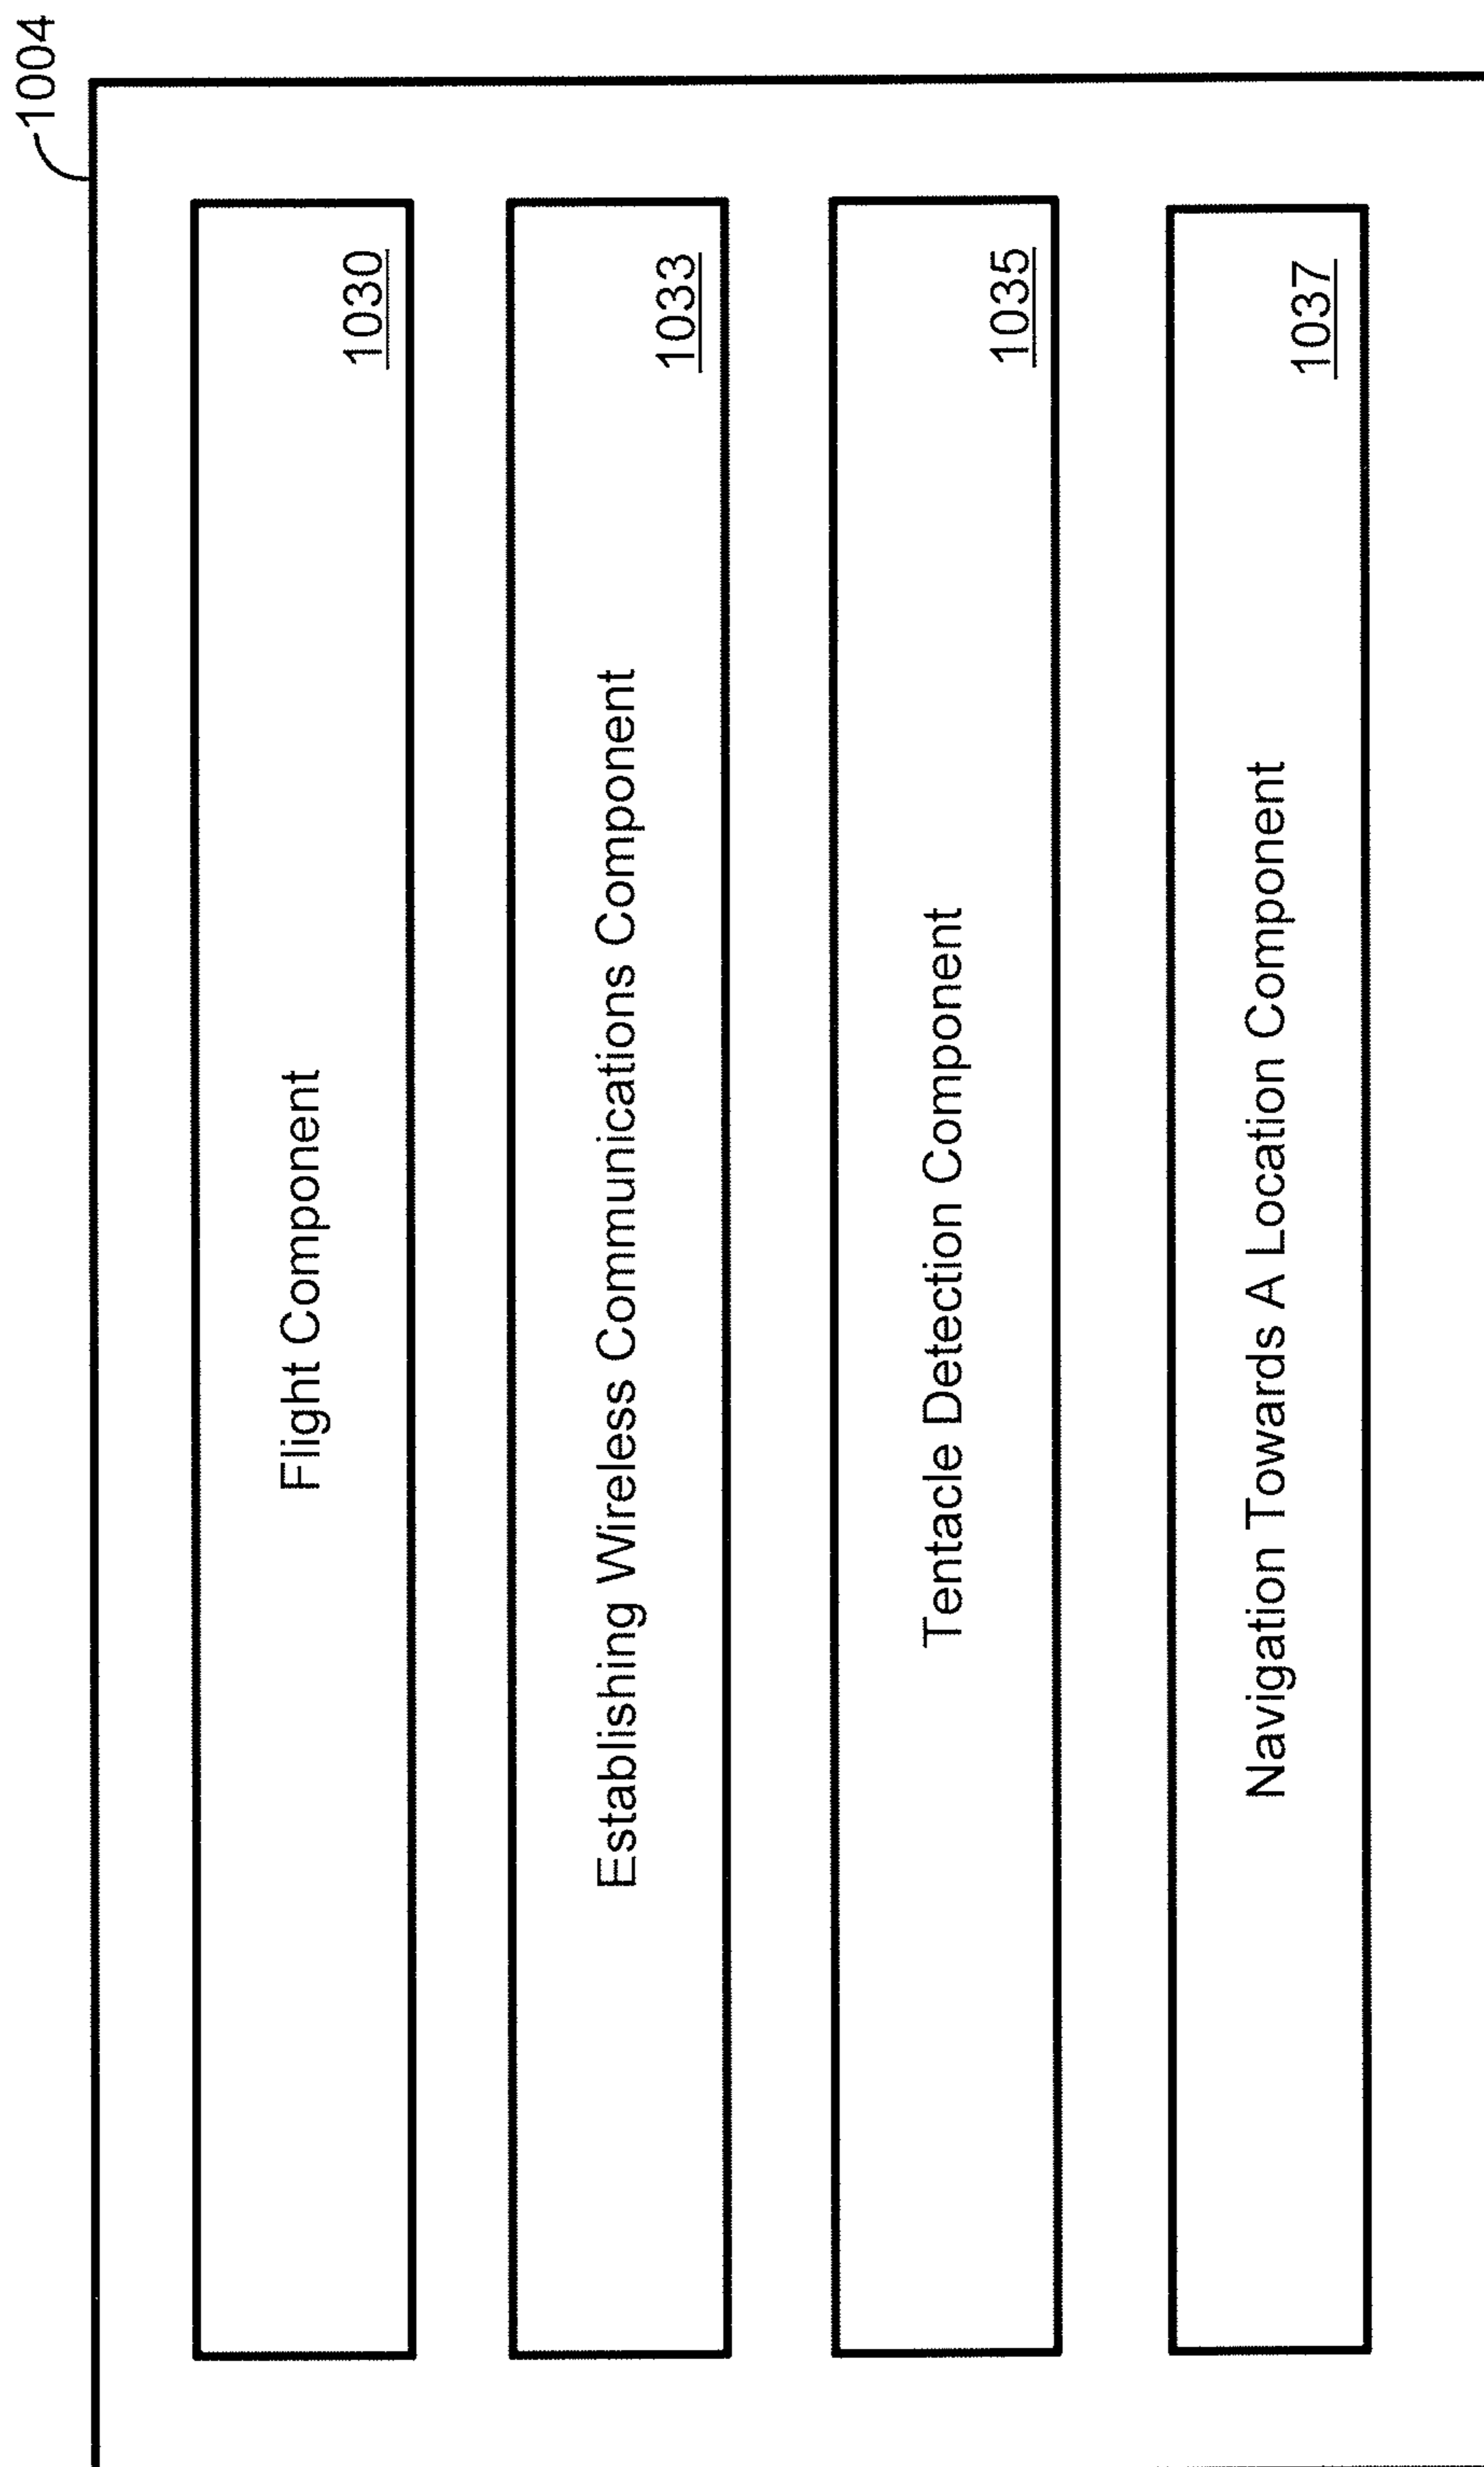 1004
Flight Component
1030
Establishing Wireless Communications Component
1033
Tentacle Detection Component
1035
Navigation Towards A Location Component
1037